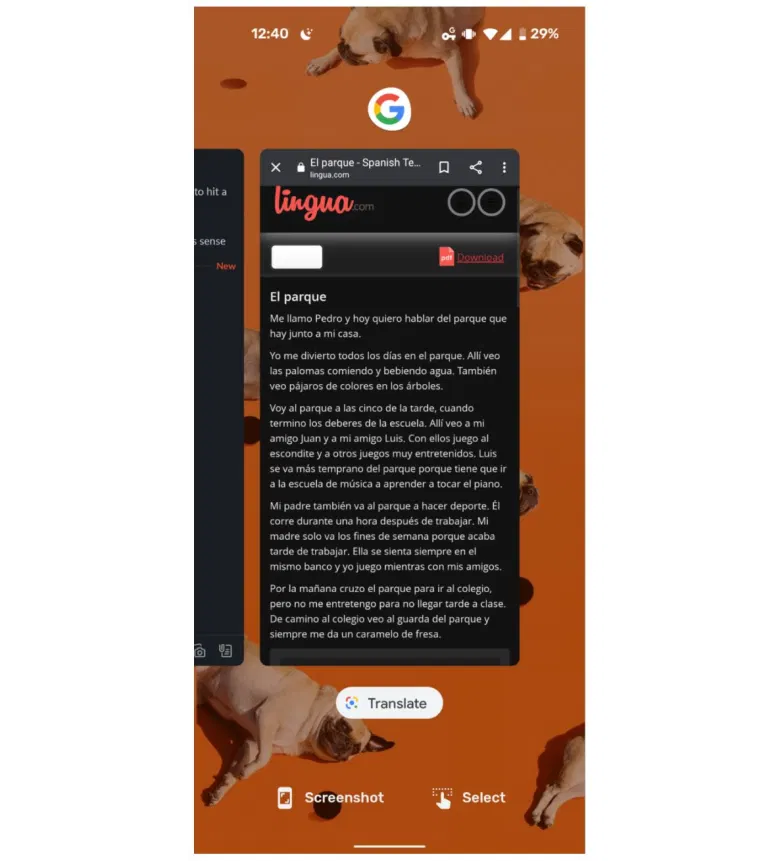 12:40
29%
to hit a
s sense
New
El parque - Spanish Te...
lingua.com
lingua.com
pdf Download
El parque
Me llamo Pedro y hoy quiero hablar del parque que
hay junto a mi casa.
Yo me divierto todos los días en el parque. Allí veo
las palomas comiendo y bebiendo agua. También
veo pájaros de colores en los árboles.
Voy al parque a las cinco de la tarde, cuando
termino los deberes de la escuela. Allí veo a mi
amigo Juan y a mi amigo Luis. Con ellos juego al
escondite y a otros juegos muy entretenidos. Luis
se va más temprano del parque porque tiene que ir
a la escuela de música a aprender a tocar el piano.
Mi padre también va al parque a hacer deporte. Él
corre durante una hora después de trabajar. Mi
madre solo va los fines de semana porque acaba
tarde de trabajar. Ella se sienta siempre en el
mismo banco y yo juego mientras con mis amigos.
Por la mañana cruzo el parque para ir al colegio,
pero no me entretengo para no llegar tarde a clase.
De camino al colegio veo al guarda del parque y
siempre me da un caramelo de fresa.
Translate
Screenshot
Select